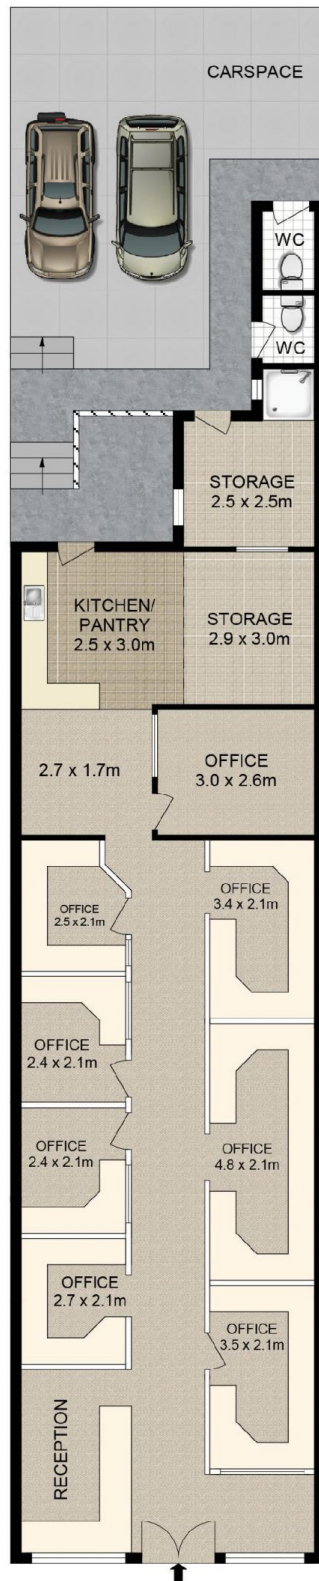 CARSPACE
WC
WC
STORAGE
2.5 x 2.5m
KITCHEN/
PANTRY
2.5 x 3.0m
STORAGE
2.9 x 3.0m
2.7 x 1.7m
OFFICE
3.0 x 2.6m
OFFICE
2.5 x 2.1m
OFFICE
3.4 x 2.1m
OFFICE
2.4 x 2.1m
OFFICE
2.4 x 2.1m
OFFICE
4.8 x 2.1m
OFFICE
2.7 x 2.1m
OFFICE
3.5 x 2.1m
RECEPTION